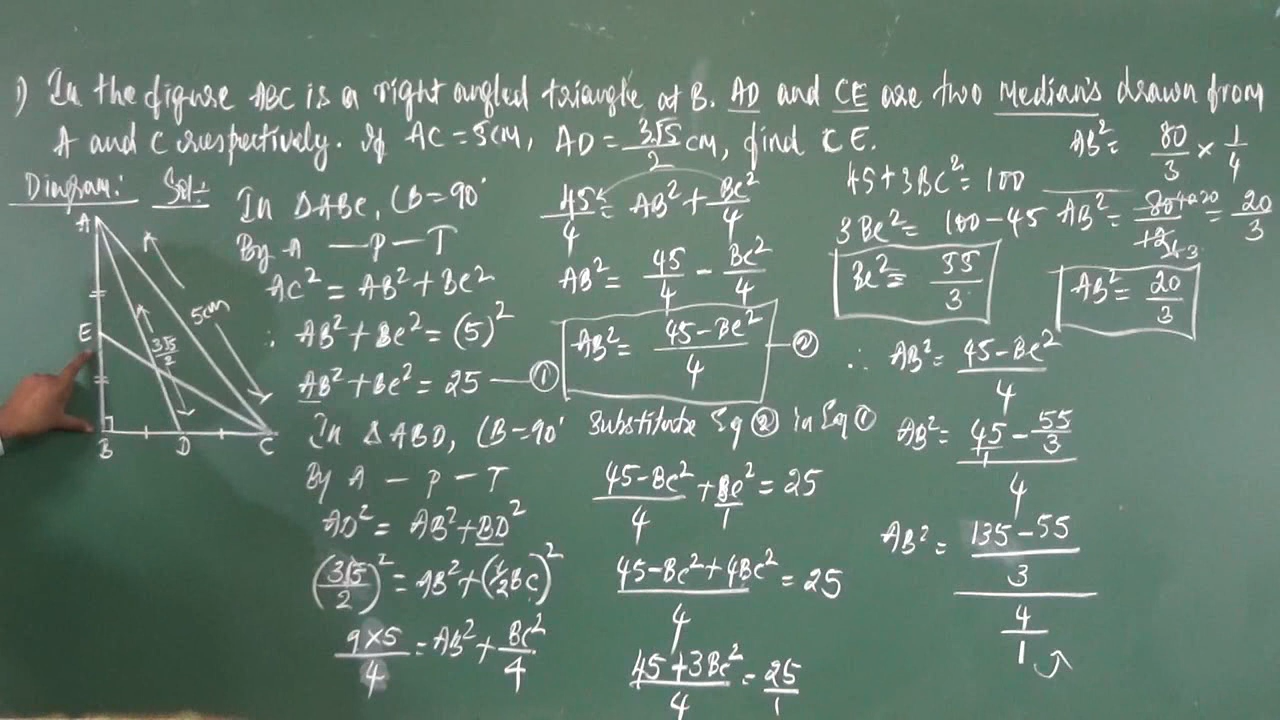 1) In the figure ABC is a right angled triangle at B. AD and CE are two Median's drawn from
A and C respectively. If AC = 5cm, AD = 3√5/2 cm, find CE.
Diagram: Sol:-
A
E
B D C
5cm
3√5/2
In ΔABC, ∠B = 90°
By A — P — T
AC² = AB² + BC²
∴ AB² + BC² = (5)²
AB² + BC² = 25 — ①
In ΔABD, ∠B = 90°
By A — P — T
AD² = AB² + BD²
(3√5/2)² = AB² + (1/2 BC)²
9×5/4 = AB² + BC²/4
45/4 = AB² + BC²/4
AB² = 45/4 - BC²/4
AB² = 45-BC²/4 — ②
Substitute Eq ② in Eq ①
45-BC²/4 + BC²/1 = 25
45-BC²+4BC²/4 = 25
45+3BC²/4 = 25/1
45+3BC² = 100
3BC² = 100-45
BC² = 55/3
∴ AB² = 45-BC²/4
AB² = 45/1 - 55/3 / 4
AB² = 135-55/3 / 4/1
AB² = 80/3 × 1/4
AB² = 80/12 = 20/3
AB² = 20/3